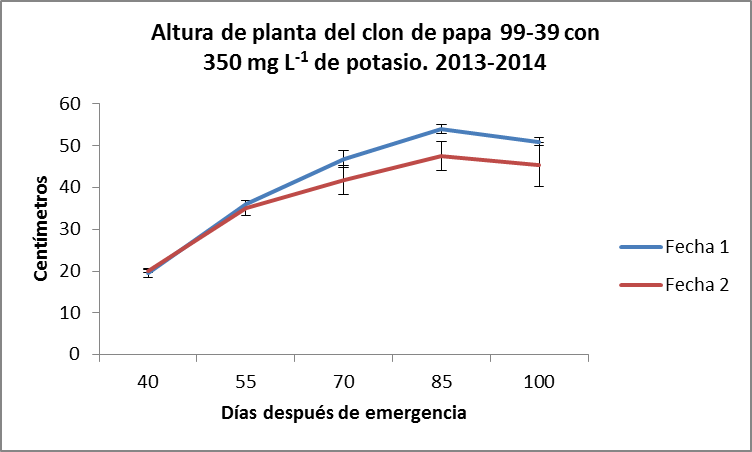 Altura de planta del clon de papa 99-39 con
350 mg L-1 de potasio. 2013-2014
60
50
40
30
20
10
0
Centímetros
40 55 70 85 100
Días después de emergencia
Fecha 1
Fecha 2